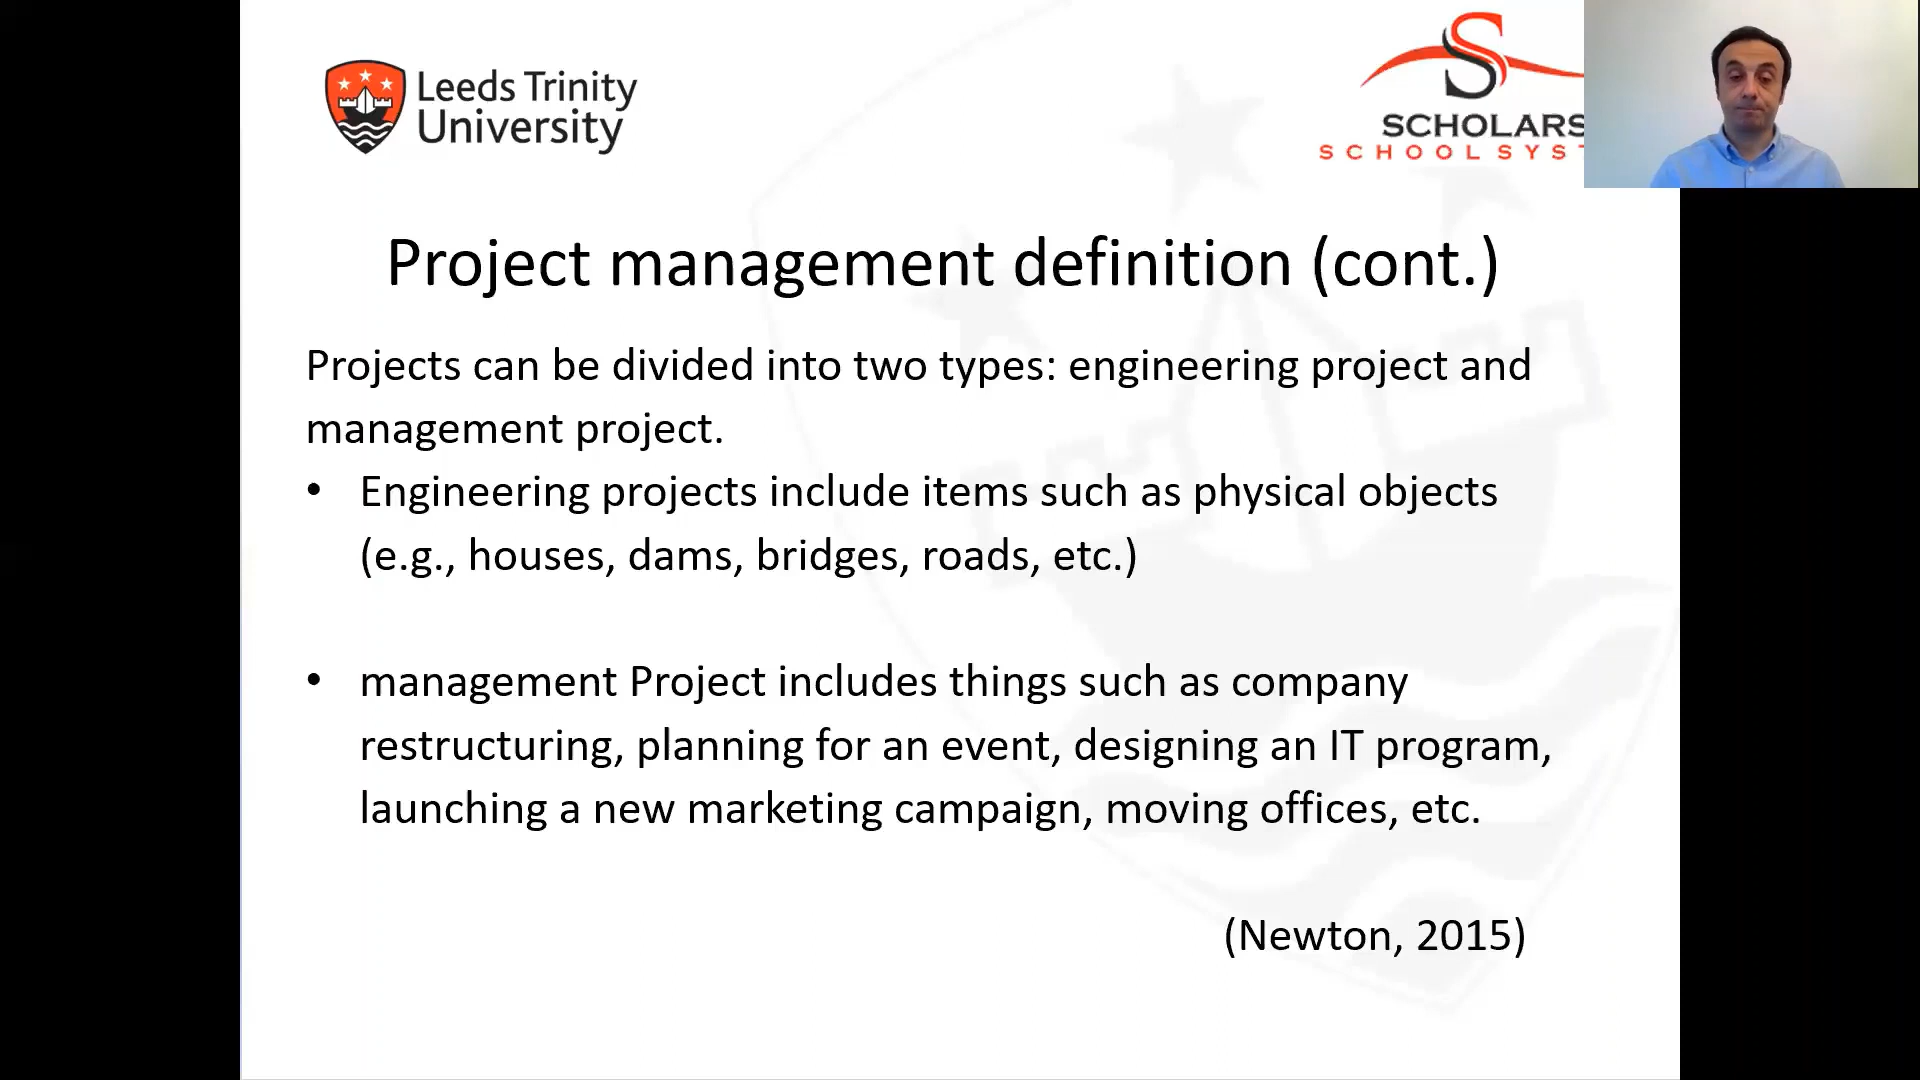 Leeds Trinity
University
SCHOLARS
SCHOOL SYST
Project management definition (cont.)
Projects can be divided into two types: engineering project and
management project.
• Engineering projects include items such as physical objects
(e.g., houses, dams, bridges, roads, etc.)
• management Project includes things such as company
restructuring, planning for an event, designing an IT program,
launching a new marketing campaign, moving offices, etc.
(Newton, 2015)